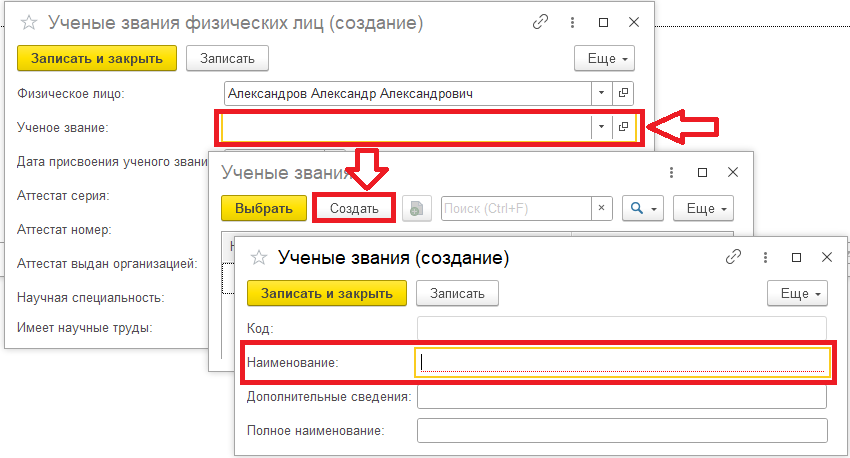 Ученые звания физических лиц (создание)
Записать и закрыть Записать Еще
Физическое лицо: Александров Александр Александрович
Ученое звание:
Дата присвоения ученого звани
Ученые звания
Аттестат серия:
Выбрать Создать Поиск (Ctrl+F) × Еще
Аттестат номер:
Аттестат выдан организацией:
Ученые звания (создание)
Научная специальность:
Записать и закрыть Записать Еще
Имеет научные труды:
Код:
Наименование:
Дополнительные сведения:
Полное наименование: